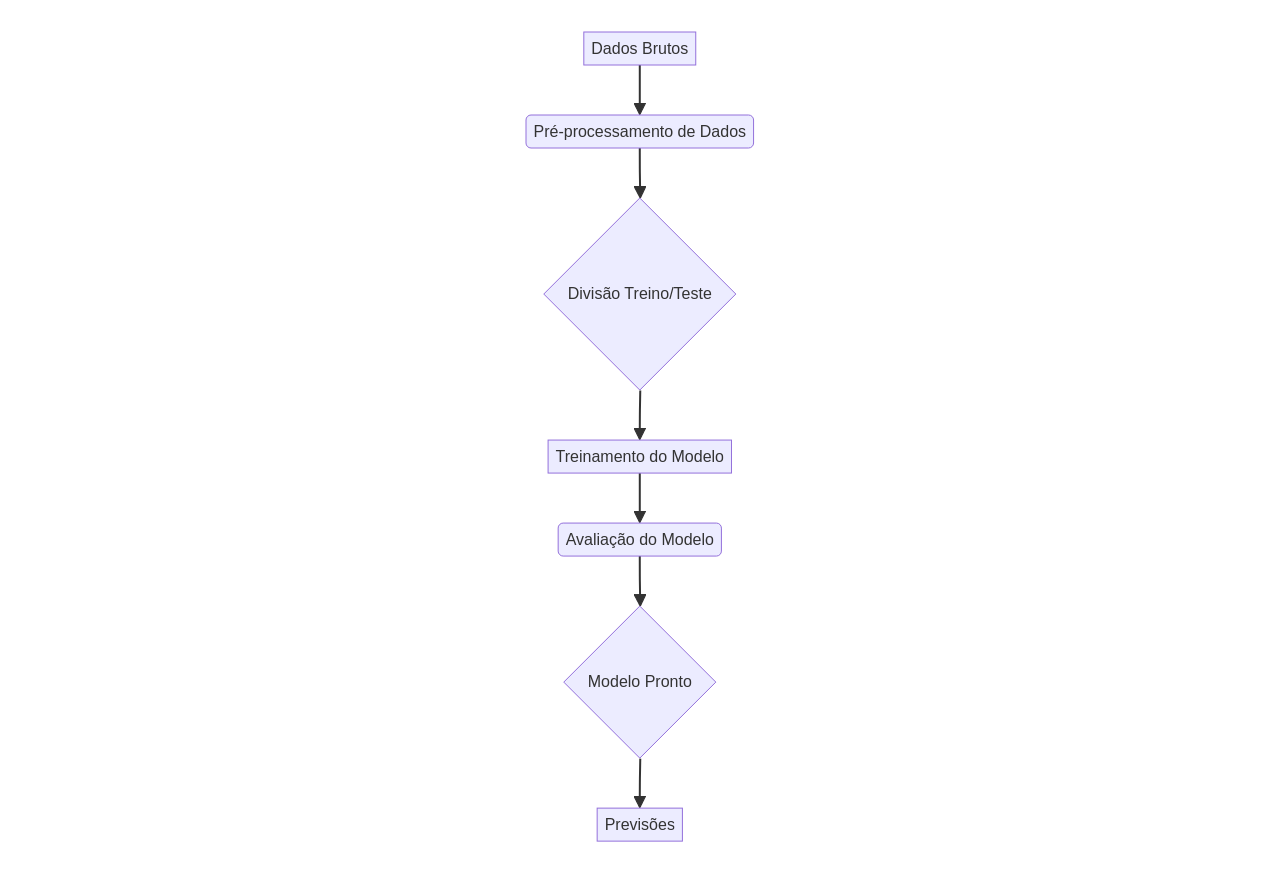 Dados Brutos
Pré-processamento de Dados
Divisão Treino/Teste
Treinamento do Modelo
Avaliação do Modelo
Modelo Pronto
Previsões